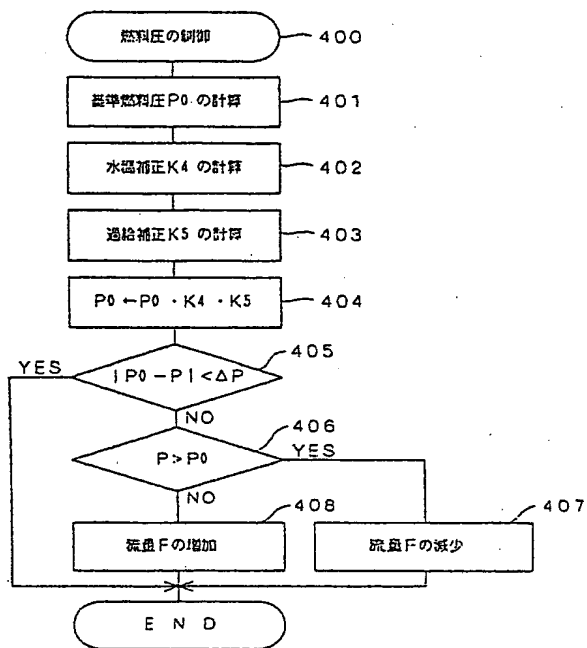 燃料圧の制御 400
基準燃料圧P0の計算 401
水温補正K4の計算 402
過給補正K5の計算 403
P0←P0・K4・K5 404
405
YES
|P0-P|<ΔP
NO
406
YES
P>P0
NO
408
407
流量Fの増加
流量Fの減少
END